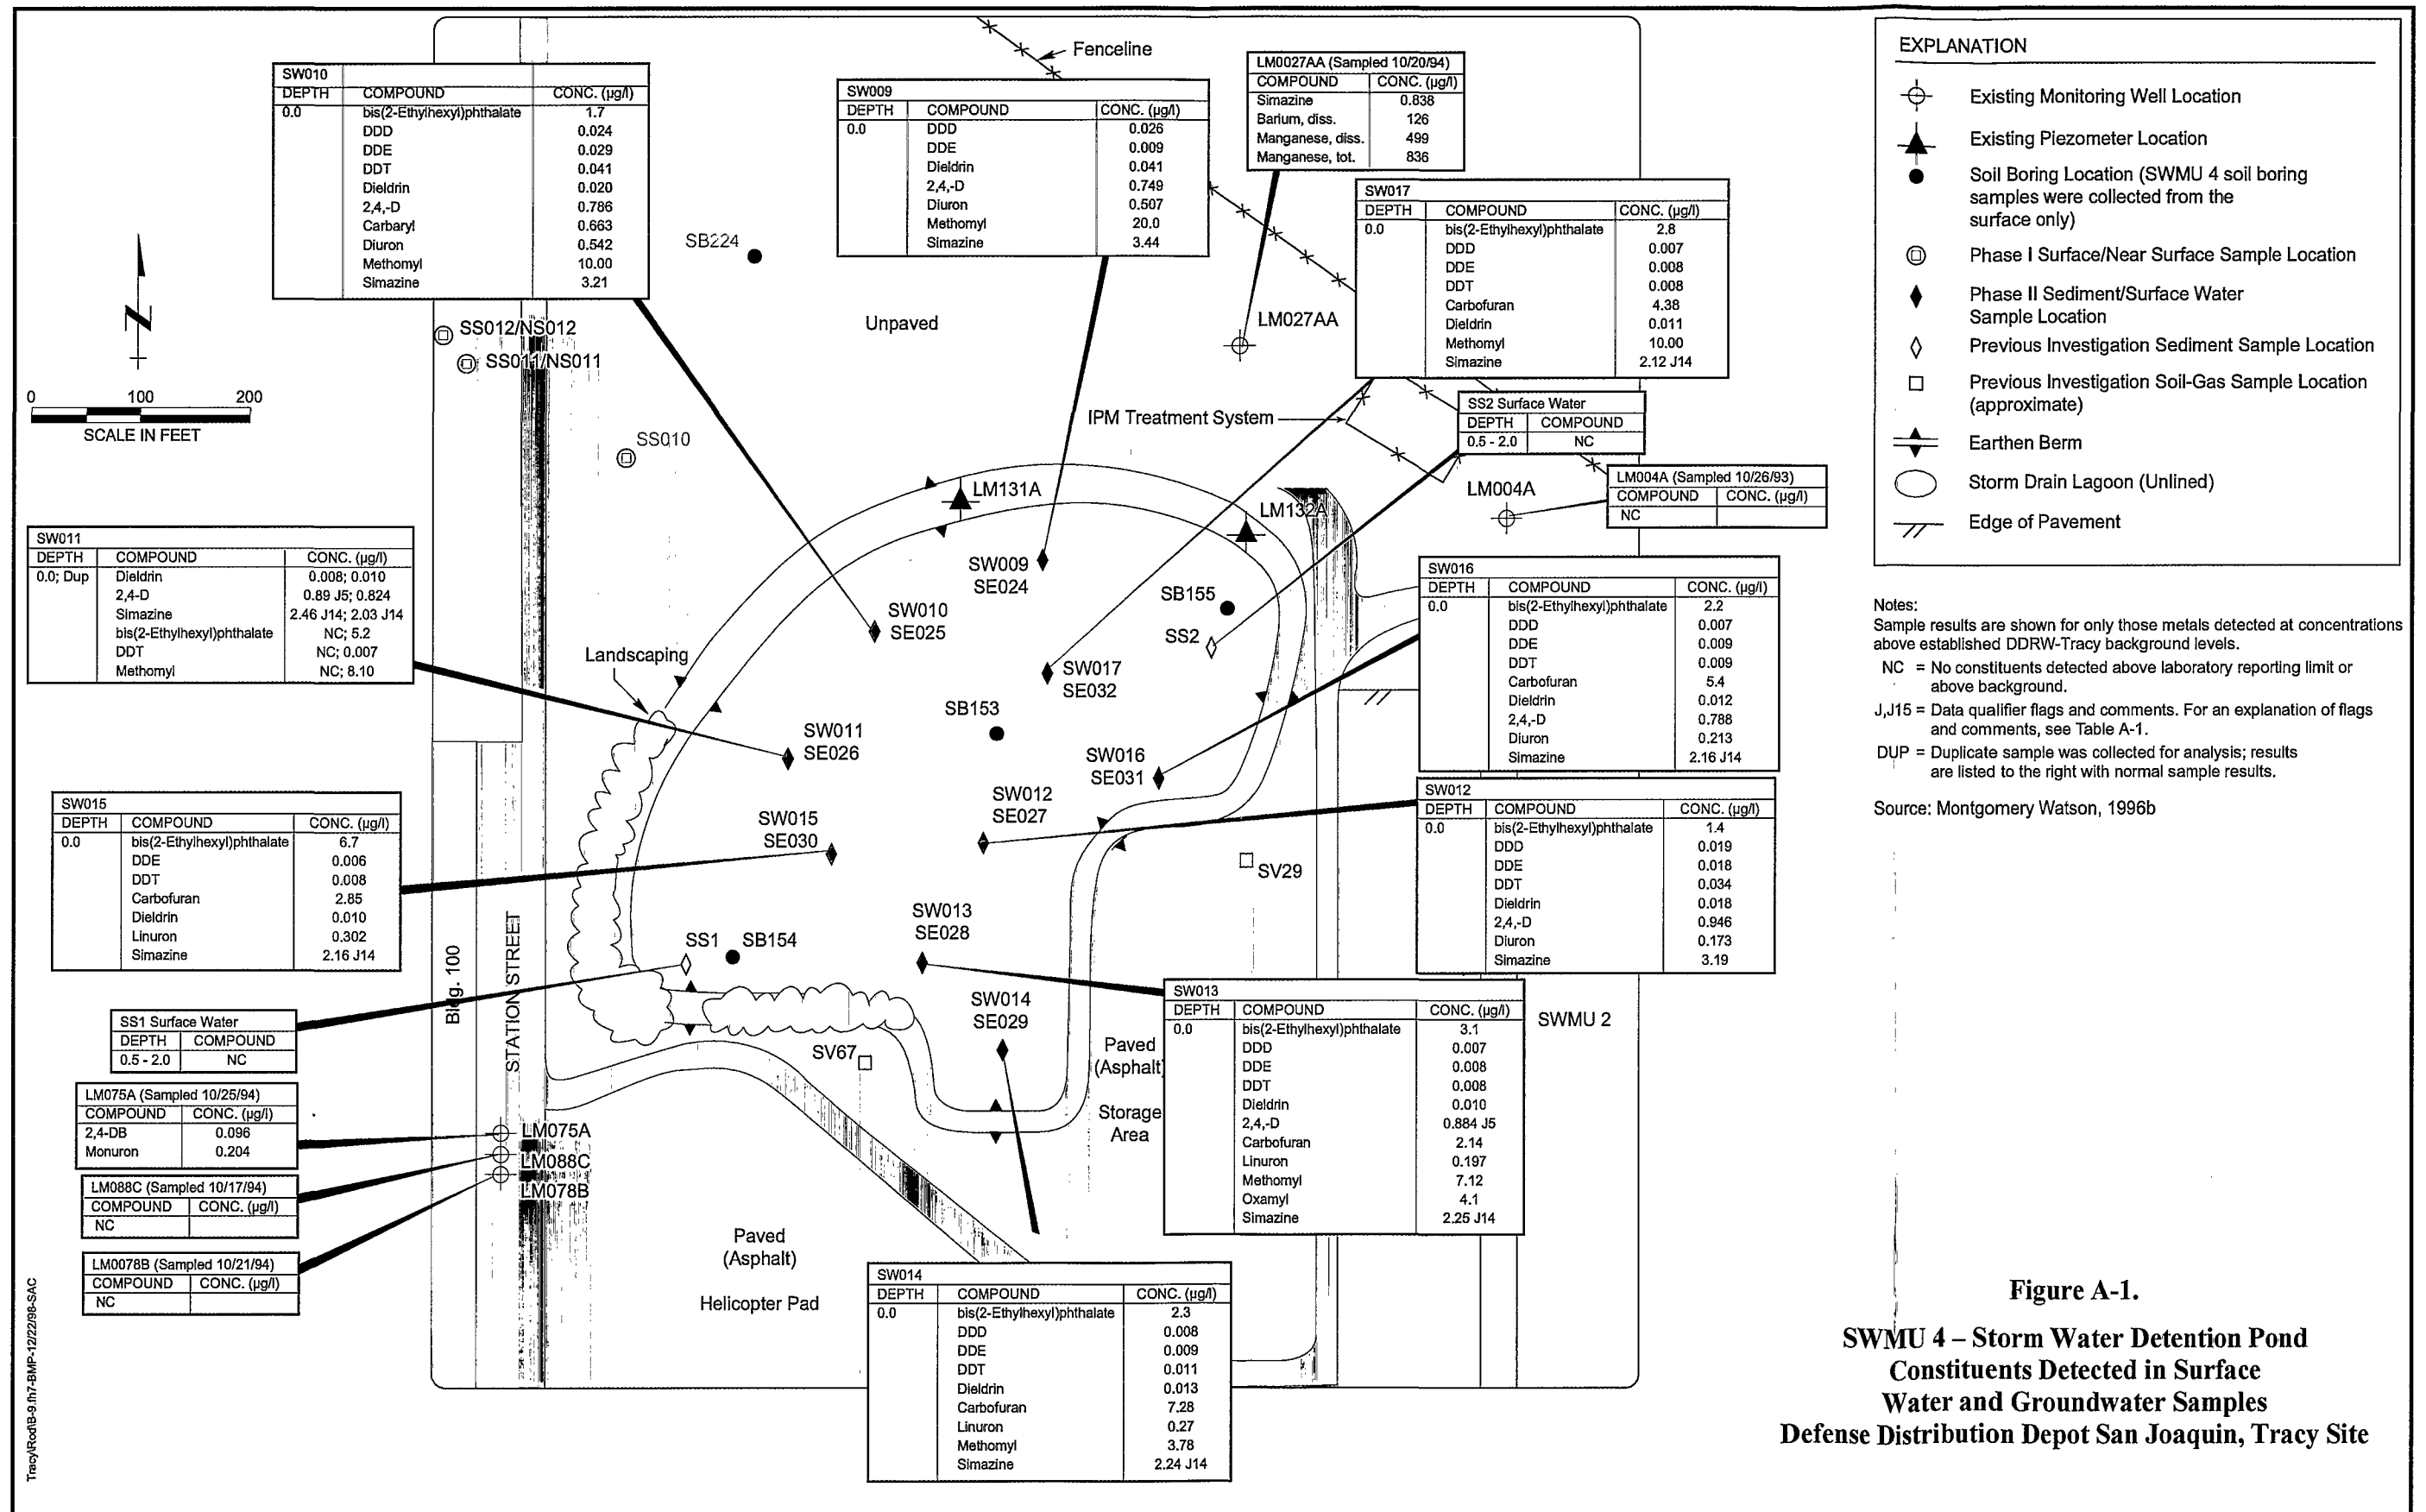 Fenceline
SW010
DEPTH COMPOUND CONC. (µg/l)
0.0 bis(2-Ethylhexyl)phthalate 1.7
DDD 0.024
DDE 0.029
DDT 0.041
Dieldrin 0.020
2,4,-D 0.786
Carbaryl 0.663
Diuron 0.542
Methomyl 10.00
Simazine 3.21
SW009
DEPTH COMPOUND CONC. (µg/l)
0.0 DDD 0.026
DDE 0.009
Dieldrin 0.041
2,4,-D 0.749
Diuron 0.507
Methomyl 20.0
Simazine 3.44
LM0027AA (Sampled 10/20/94)
COMPOUND CONC. (µg/l)
Simazine 0.838
Barium, diss. 126
Manganese, diss. 499
Manganese, tot. 836
SW017
DEPTH COMPOUND CONC. (µg/l)
0.0 bis(2-Ethylhexyl)phthalate 2.8
DDD 0.007
DDE 0.008
DDT 0.008
Carbofuran 4.38
Dieldrin 0.011
Methomyl 10.00
Simazine 2.12 J14
EXPLANATION
Existing Monitoring Well Location
Existing Piezometer Location
Soil Boring Location (SWMU 4 soil boring
samples were collected from the
surface only)
Phase I Surface/Near Surface Sample Location
Phase II Sediment/Surface Water
Sample Location
Previous Investigation Sediment Sample Location
Previous Investigation Soil-Gas Sample Location
(approximate)
Earthen Berm
Storm Drain Lagoon (Unlined)
Edge of Pavement
Notes:
Sample results are shown for only those metals detected at concentrations
above established DDRW-Tracy background levels.
NC = No constituents detected above laboratory reporting limit or
above background.
J,J15 = Data qualifier flags and comments. For an explanation of flags
and comments, see Table A-1.
DUP = Duplicate sample was collected for analysis; results
are listed to the right with normal sample results.
Source: Montgomery Watson, 1996b
N
0 100 200
SCALE IN FEET
SB224
Unpaved
LM027AA
SS012/NS012
SS011/NS011
SS010
IPM Treatment System
SS2 Surface Water
DEPTH COMPOUND
0.5 - 2.0 NC
LM004A
LM004A (Sampled 10/26/93)
COMPOUND CONC. (µg/l)
NC
LM131A
LM132A
SW011
DEPTH COMPOUND CONC. (µg/l)
0.0; Dup Dieldrin 0.008; 0.010
2,4-D 0.89 J5; 0.824
Simazine 2.46 J14; 2.03 J14
bis(2-Ethylhexyl)phthalate NC; 5.2
DDT NC; 0.007
Methomyl NC; 8.10
SW009
SE024
SW010
SE025
SB155
SS2
Landscaping
SW017
SE032
SB153
SW011
SE026
SW016
SE031
SW012
SE027
SW015
SE030
SW016
DEPTH COMPOUND CONC. (µg/l)
0.0 bis(2-Ethylhexyl)phthalate 2.2
DDD 0.007
DDE 0.009
DDT 0.009
Carbofuran 5.4
Dieldrin 0.012
2,4,-D 0.788
Diuron 0.213
Simazine 2.16 J14
SW012
DEPTH COMPOUND CONC. (µg/l)
0.0 bis(2-Ethylhexyl)phthalate 1.4
DDD 0.019
DDE 0.018
DDT 0.034
Dieldrin 0.018
2,4,-D 0.946
Diuron 0.173
Simazine 3.19
SW015
DEPTH COMPOUND CONC. (µg/l)
0.0 bis(2-Ethylhexyl)phthalate 6.7
DDE 0.006
DDT 0.008
Carbofuran 2.85
Dieldrin 0.010
Linuron 0.302
Simazine 2.16 J14
SV29
SW013
SE028
SS1 SB154
Bldg. 100
STATION STREET
SW014
SE029
SV67
Paved
(Asphalt)
Storage
Area
SWMU 2
SS1 Surface Water
DEPTH COMPOUND
0.5 - 2.0 NC
LM075A (Sampled 10/25/94)
COMPOUND CONC. (µg/l)
2,4-DB 0.096
Monuron 0.204
LM088C (Sampled 10/17/94)
COMPOUND CONC. (µg/l)
NC
LM0078B (Sampled 10/21/94)
COMPOUND CONC. (µg/l)
NC
LM075A
LM088C
LM078B
SW013
DEPTH COMPOUND CONC. (µg/l)
0.0 bis(2-Ethylhexyl)phthalate 3.1
DDD 0.007
DDE 0.008
DDT 0.008
Dieldrin 0.010
2,4,-D 0.884 J5
Carbofuran 2.14
Linuron 0.197
Methomyl 7.12
Oxamyl 4.1
Simazine 2.25 J14
Paved
(Asphalt)
Helicopter Pad
SW014
DEPTH COMPOUND CONC. (µg/l)
0.0 bis(2-Ethylhexyl)phthalate 2.3
DDD 0.008
DDE 0.009
DDT 0.011
Dieldrin 0.013
Carbofuran 7.28
Linuron 0.27
Methomyl 3.78
Simazine 2.24 J14
Tracy\Rod\B-9.fh7-BMP-12/22/98-SAC
Figure A-1.
SWMU 4 – Storm Water Detention Pond
Constituents Detected in Surface
Water and Groundwater Samples
Defense Distribution Depot San Joaquin, Tracy Site